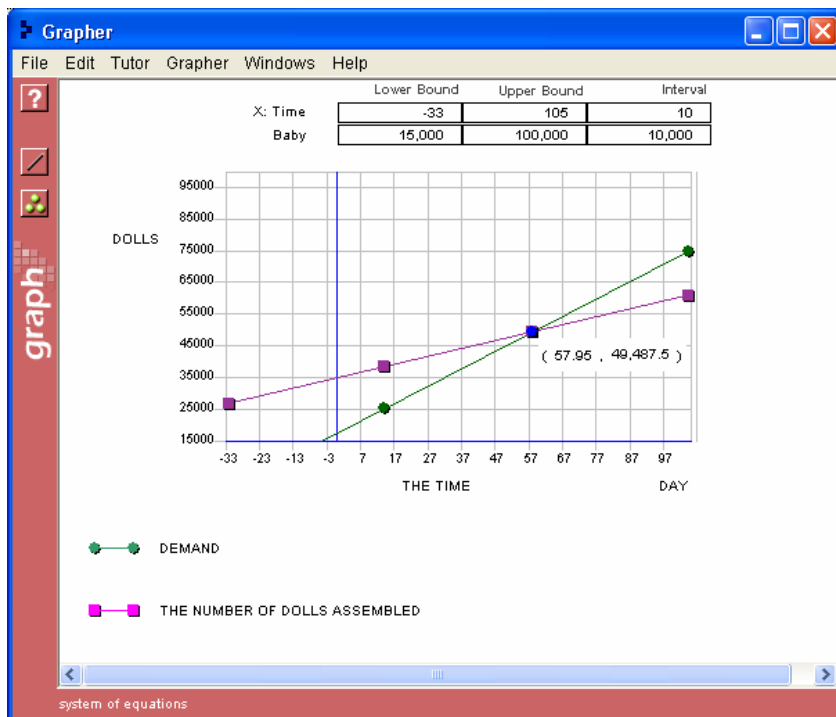 Grapher
File Edit Tutor Grapher Windows Help
Lower Bound Upper Bound Interval
X: Time -33 105 10
Baby 15,000 100,000 10,000
?
graph
DOLLS
95000
85000
75000
65000
55000
45000
35000
25000
15000
( 57.95 , 49,487.5 )
-33 -23 -13 -3 7 17 27 37 47 57 67 77 87 97
THE TIME DAY
DEMAND
THE NUMBER OF DOLLS ASSEMBLED
system of equations